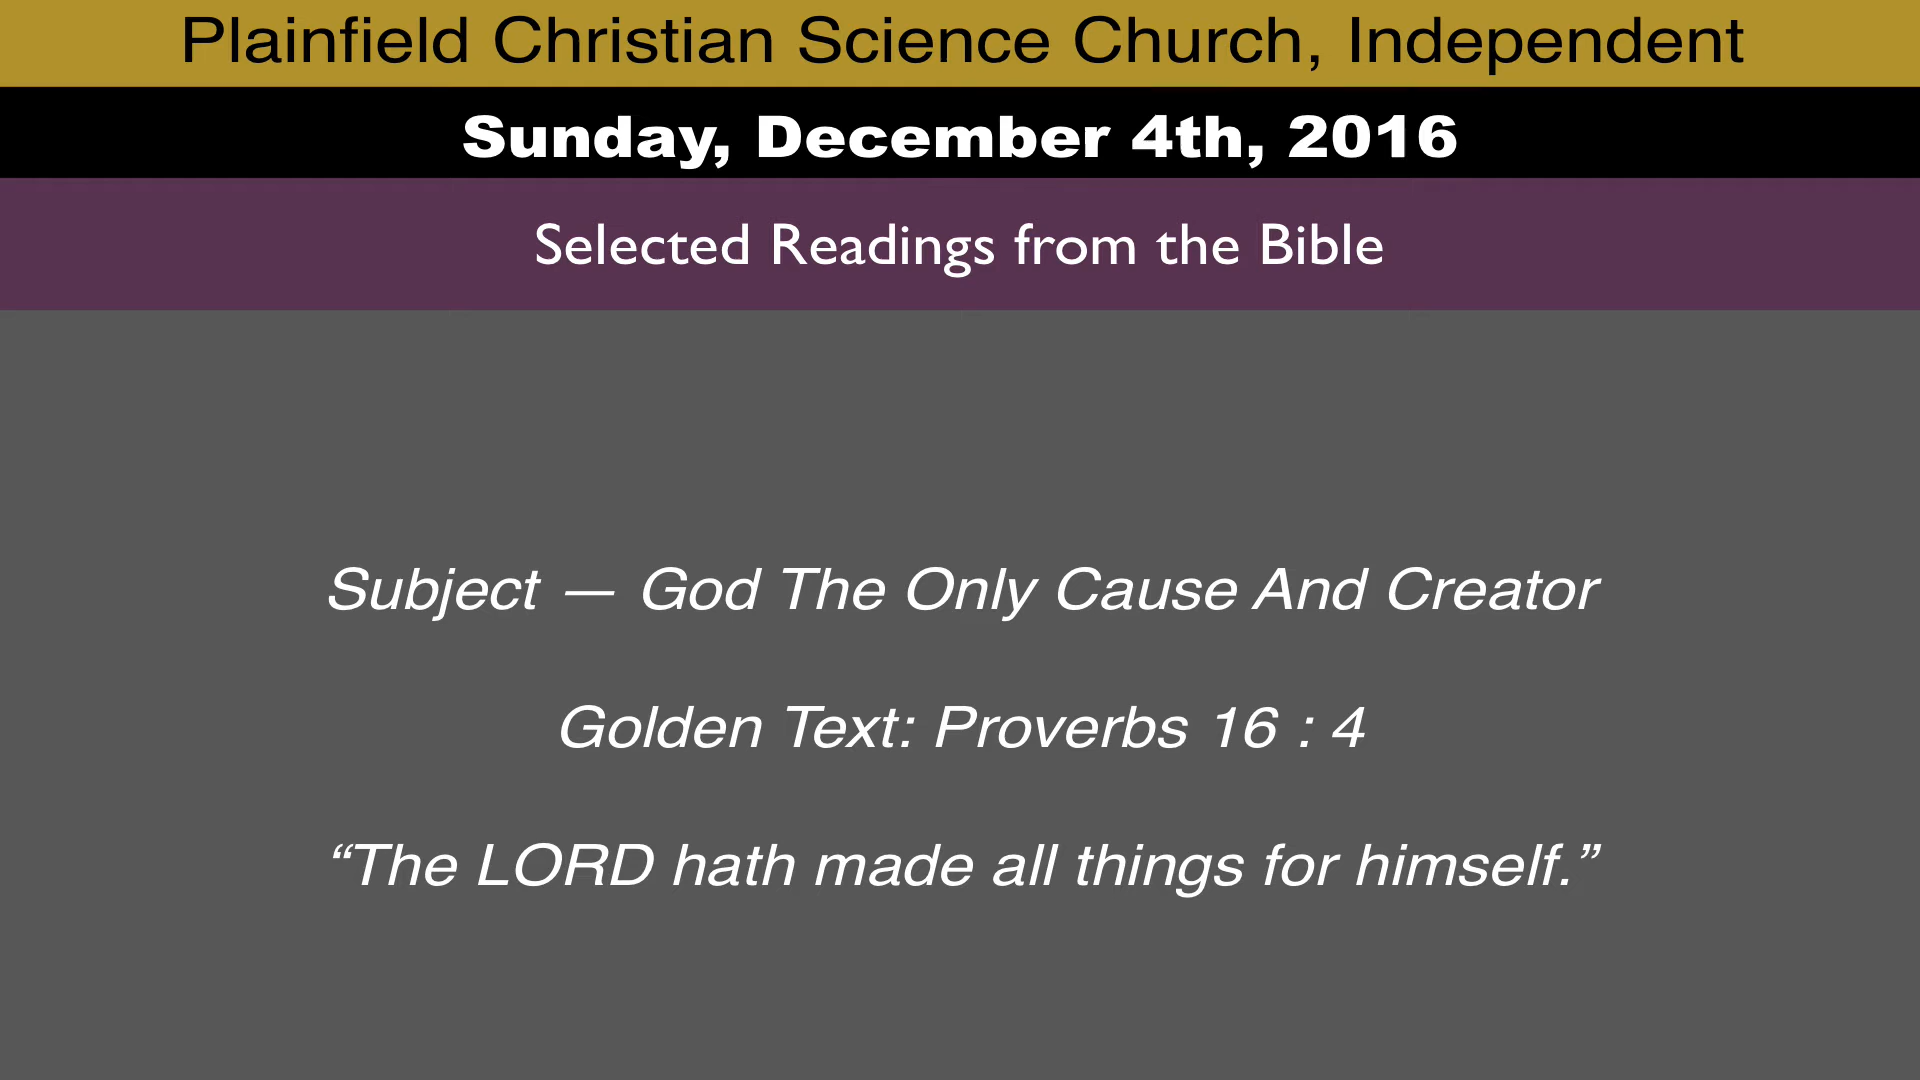 Plainfield Christian Science Church, Independent
Sunday, December 4th, 2016
Selected Readings from the Bible
Subject — God The Only Cause And Creator
Golden Text: Proverbs 16 : 4
“The LORD hath made all things for himself.”